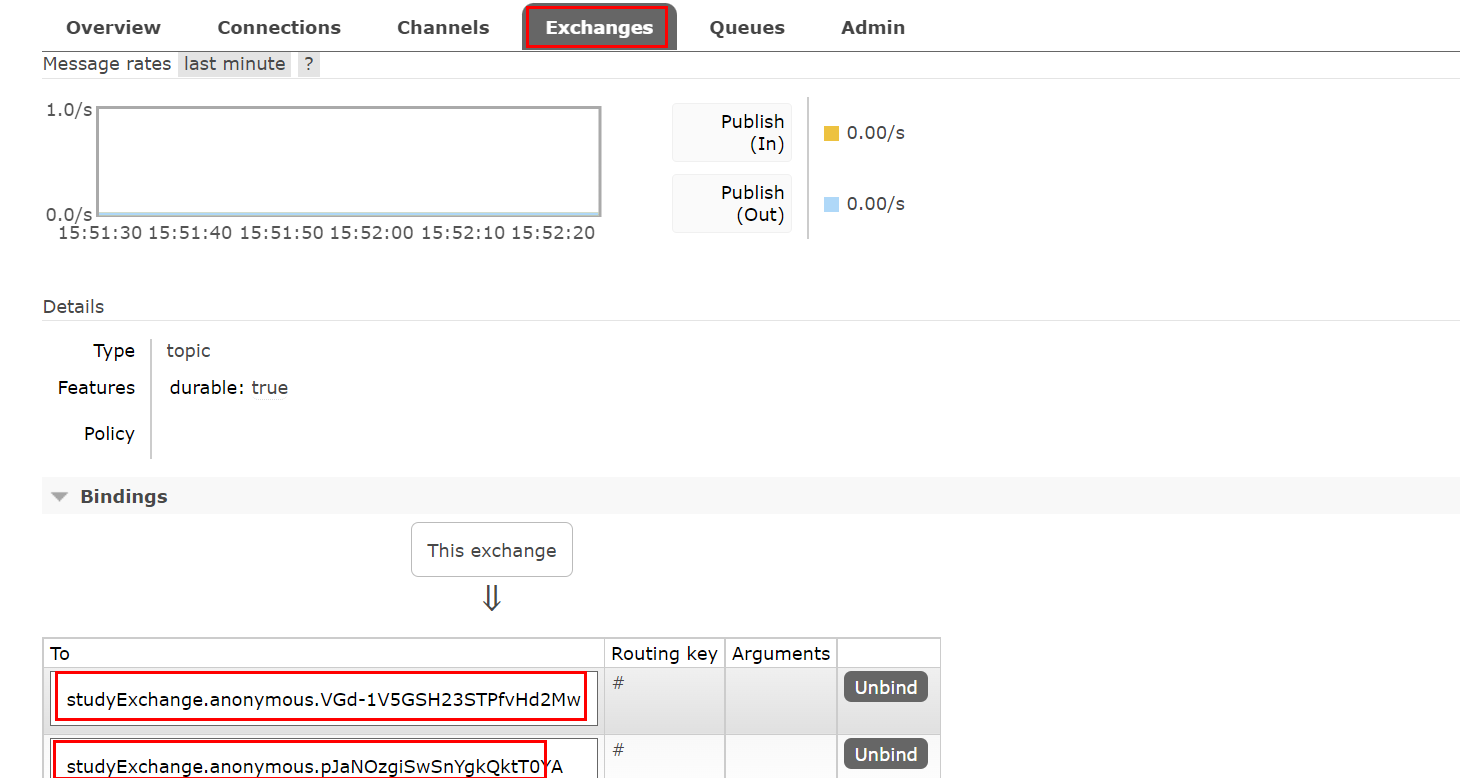 Overview Connections Channels Exchanges Queues Admin
Message rates last minute ?
1.0/s
0.0/s
15:51:30 15:51:40 15:51:50 15:52:00 15:52:10 15:52:20
Publish
(In)
0.00/s
Publish
(Out)
0.00/s
Details
Type topic
Features durable: true
Policy
Bindings
This exchange
⇓
To Routing key Arguments
studyExchange.anonymous.VGd-1V5GSH23STPfvHd2Mw # Unbind
studyExchange.anonymous.pJaNOzgiSwSnYgkQktT0YA # Unbind